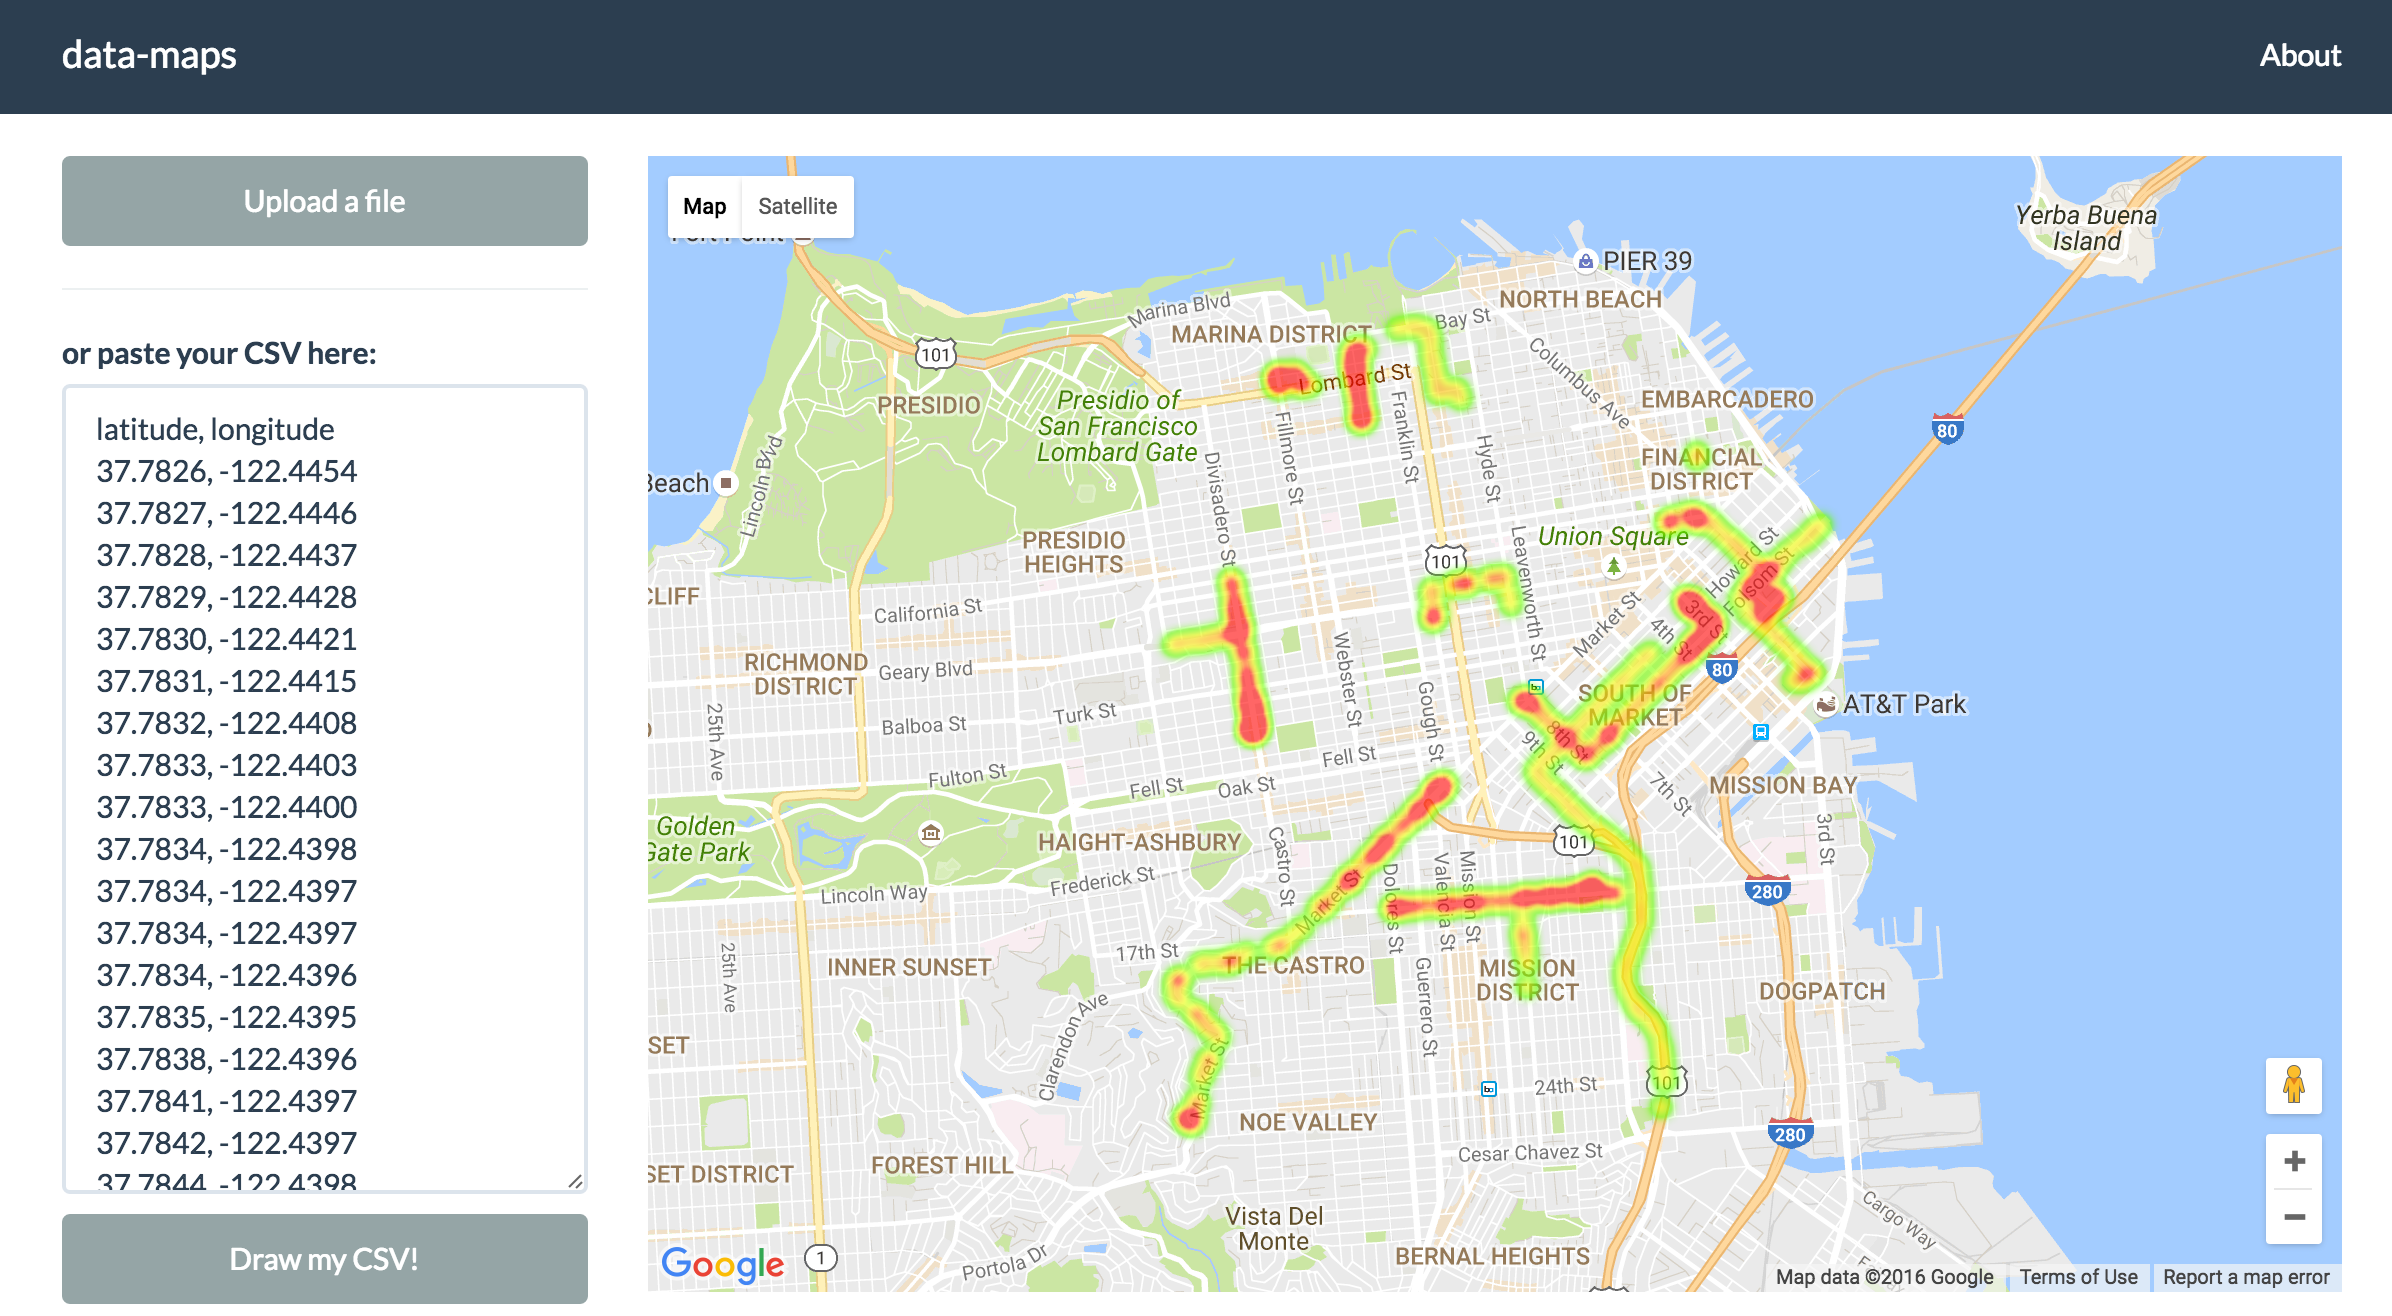 data-maps
About
Upload a file
or paste your CSV here:
latitude, longitude
37.7826, -122.4454
37.7827, -122.4446
37.7828, -122.4437
37.7829, -122.4428
37.7830, -122.4421
37.7831, -122.4415
37.7832, -122.4408
37.7833, -122.4403
37.7833, -122.4400
37.7834, -122.4398
37.7834, -122.4397
37.7834, -122.4397
37.7834, -122.4396
37.7835, -122.4395
37.7838, -122.4396
37.7841, -122.4397
37.7842, -122.4397
37.7844, -122.4398
Draw my CSV!
Map
Satellite
Yerba Buena
Island
PIER 39
NORTH BEACH
Marina Blvd
MARINA DISTRICT
Bay St
101
Lombard St
Columbus Ave
PRESIDIO
Presidio of
San Francisco
Lombard Gate
EMBARCADERO
80
Franklin St
Fillmore St
Hyde St
Lincoln Blvd
Divisadero St
FINANCIAL
DISTRICT
Beach
PRESIDIO
HEIGHTS
Union Square
Leavenworth St
101
Howard St
Folsom St
CLIFF
California St
3rd St
4th St
Market St
RICHMOND
DISTRICT
Geary Blvd
Webster St
80
SOUTH OF
MARKET
AT&T Park
25th Ave
Balboa St
Turk St
Gough St
8th St
9th St
Fell St
Fulton St
Fell St
Oak St
7th St
MISSION BAY
Golden
Gate Park
HAIGHT-ASHBURY
Castro St
101
3rd St
Frederick St
Lincoln Way
Market St
Dolores St
Valencia St
Mission St
280
25th Ave
INNER SUNSET
17th St
THE CASTRO
Guerrero St
MISSION
DISTRICT
DOGPATCH
SET
Clarendon Ave
Market St
24th St
101
NOE VALLEY
280
Cesar Chavez St
SET DISTRICT
FOREST HILL
Vista Del
Monte
Cargo Way
Google
1
Portola Dr
BERNAL HEIGHTS
Map data ©2016 Google
Terms of Use
Report a map error